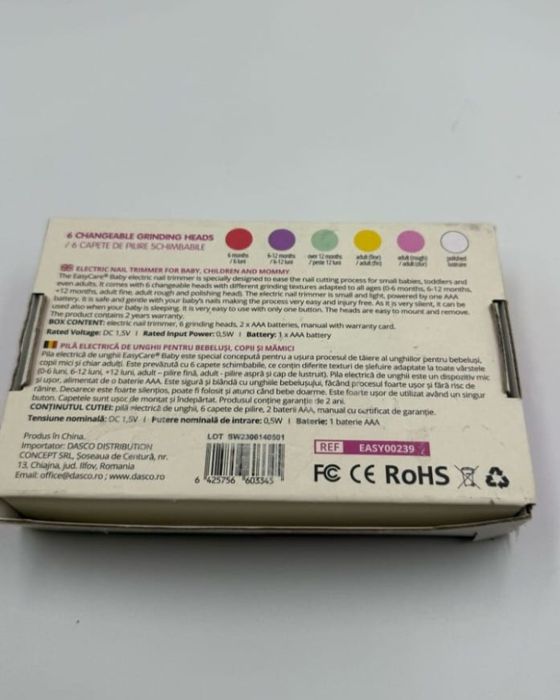 6 CHANGEABLE GRINDING HEADS
/ 6 CAPETE DE PILIRE SCHIMBABILE
6 months 6-12 months over 12 months adult (fine) adult (rough) polished
/ 6 luni / 6-12 luni / peste 12 luni / adult (fin) / adult (dur) lustruire
ELECTRIC NAIL TRIMMER FOR BABY, CHILDREN AND MOMMY
The EasyCare® Baby electric nail trimmer is specially designed to ease the nail cutting process for small babies, toddlers and
even adults. It comes with 6 changeable heads with different grinding textures adapted to all ages (0-6 months, 6-12 months,
+12 months, adult fine, adult rough and polishing head). The electric nail trimmer is small and light, powered by one AAA
battery. It is safe and gentle with your baby's nails making the process very easy and injury free. As it is very silent, it can be
used also when your baby is sleeping. It is very easy to use with only one button. The heads are easy to mount and remove.
The product contains 2 years warranty.
BOX CONTENT: electric nail trimmer, 6 grinding heads, 2 x AAA batteries, manual with warranty card.
Rated Voltage: DC 1,5V I Rated Input Power: 0,5W I Battery: 1 x AAA battery
PILĂ ELECTRICĂ DE UNGHII PENTRU BEBELUȘI, COPII ȘI MĂMICI
Pila electrică de unghii EasyCare® Baby este special concepută pentru a ușura procesul de tăiere al unghiilor pentru bebeluși,
copii mici și chiar adulți. Este prevăzută cu 6 capete schimbabile, ce conțin diferite texturi de șlefuire adaptate la toate vârstele
(0-6 luni, 6-12 luni, +12 luni, adult - pilire fină, adult - pilire aspră și cap de lustruit). Pila electrică de unghii este un dispozitiv mic
și ușor, alimentat de o baterie AAA. Este sigură și blândă cu unghiile bebelușului, făcând procesul foarte ușor și fără risc de
rănire. Deoarece este foarte silențios, poate fi folosit și atunci când bebe doarme. Este foarte ușor de utilizat având un singur
buton. Capetele sunt ușor de montat și îndepărtat. Produsul conține garanție de 2 ani.
CONȚINUTUL CUTIEI: pilă electrică de unghii, 6 capete de pilire, 2 baterii AAA, manual cu certificat de garanție.
Tensiune nominală: DC 1,5V I Putere nominală de intrare: 0,5W I Baterie: 1 baterie AAA
Produs în China.
Importator: DASCO DISTRIBUTION
CONCEPT SRL, Șoseaua de Centură, nr.
13, Chiajna, jud. Ilfov, Romania
Email: office@dasco.ro ; www.dasco.ro
LOT SW2306140501
6 425756 603345
REF EASY00239
FC CE RoHS